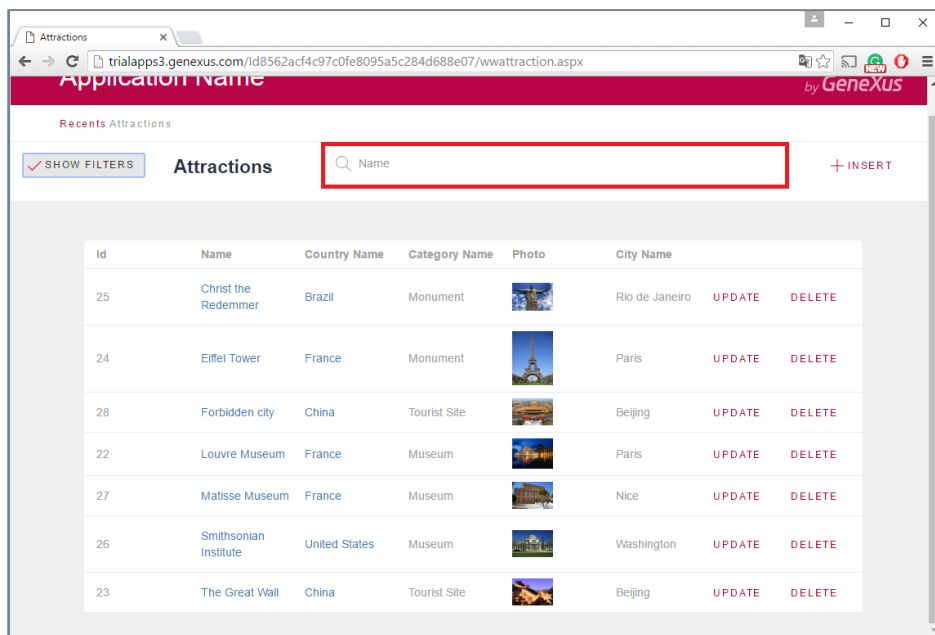 Attractions
trialapps3.genexus.com/Id8562acf4c97c0fe8095a5c284d688e07/wwattraction.aspx
NEW
Application Name
by GeneXus
Recents Attractions
SHOW FILTERS Attractions Name INSERT
Id Name Country Name Category Name Photo City Name
25 Christ the Redemmer Brazil Monument Rio de Janeiro UPDATE DELETE
24 Eiffel Tower France Monument Paris UPDATE DELETE
28 Forbidden city China Tourist Site Beijing UPDATE DELETE
22 Louvre Museum France Museum Paris UPDATE DELETE
27 Matisse Museum France Museum Nice UPDATE DELETE
26 Smithsonian Institute United States Museum Washington UPDATE DELETE
23 The Great Wall China Tourist Site Beijing UPDATE DELETE